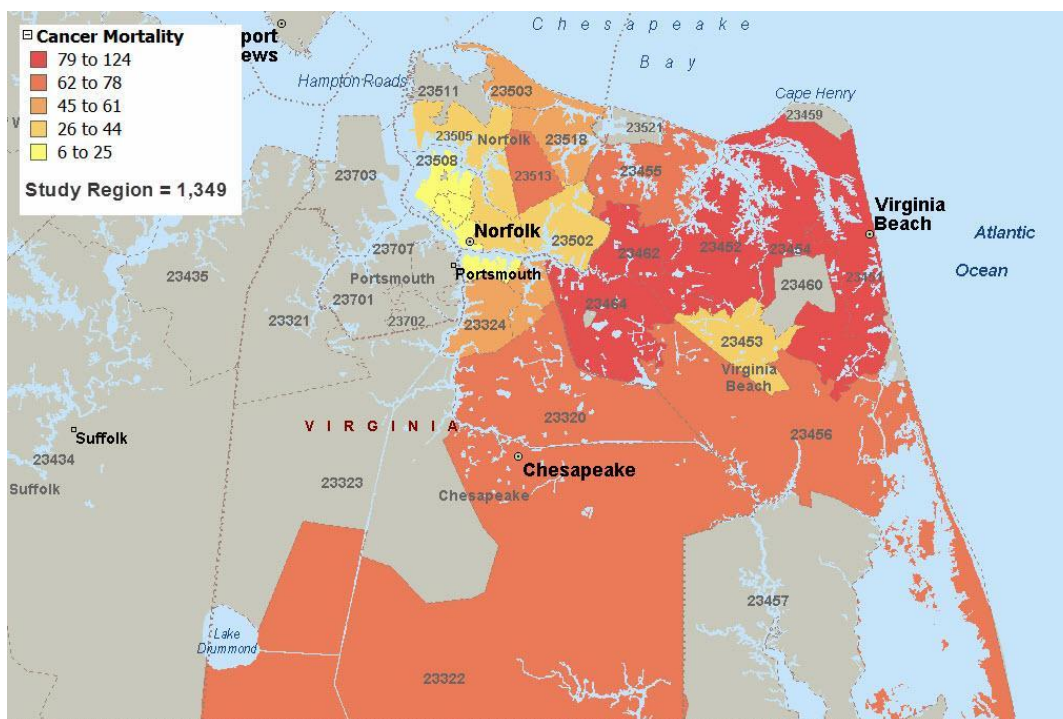 Cancer Mortality
79 to 124
62 to 78
45 to 61
26 to 44
6 to 25
Study Region = 1,349
port
ews
Chesapeake
Bay
Hampton Roads
Cape Henry
23511
23503
23459
23521
23505
Norfolk
23518
23508
23513
23455
23703
Virginia
Beach
Norfolk
23502
23462
23452
23454
Atlantic
Ocean
23707
Portsmouth
Portsmouth
23435
23460
23701
23321
23702
23324
23464
23453
Virginia
Beach
VIRGINIA
23320
23456
Suffolk
23434
Suffolk
Chesapeake
23323
Chesapeake
23457
Lake
Drummond
23322